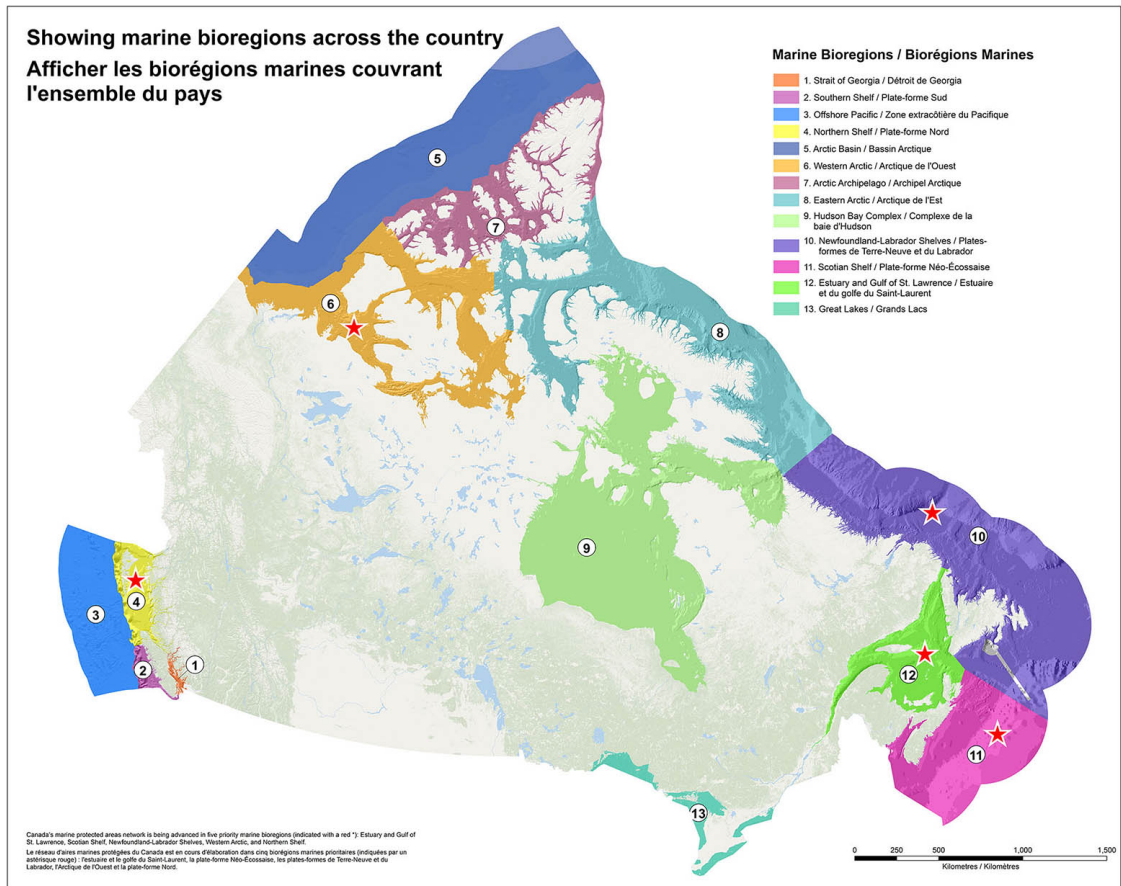 Showing marine bioregions across the country
Afficher les biorégions marines couvrant
l'ensemble du pays
Marine Bioregions / Biorégions Marines
1. Strait of Georgia / Détroit de Georgia
2. Southern Shelf / Plate-forme Sud
3. Offshore Pacific / Zone extracôtière du Pacifique
4. Northern Shelf / Plate-forme Nord
5. Arctic Basin / Bassin Arctique
6. Western Arctic / Arctique de l'Ouest
7. Arctic Archipelago / Archipel Arctique
8. Eastern Arctic / Arctique de l'Est
9. Hudson Bay Complex / Complexe de la
baie d'Hudson
10. Newfoundland-Labrador Shelves / Plates-
formes de Terre-Neuve et du Labrador
11. Scotian Shelf / Plate-forme Néo-Écossaise
12. Estuary and Gulf of St. Lawrence / Estuaire
et du golfe du Saint-Laurent
13. Great Lakes / Grands Lacs
5
7
6
8
10
9
4
3
2
1
12
11
13
Canada's marine protected areas network is being advanced in five priority marine bioregions (indicated with a red *): Estuary and Gulf of
St. Lawrence, Scotian Shelf, Newfoundland-Labrador Shelves, Western Arctic, and Northern Shelf.
Le réseau d'aires marines protégées du Canada est en cours d'élaboration dans cinq biorégions marines prioritaires (indiquées par un
astérisque rouge) : l'estuaire et le golfe du Saint-Laurent, la plate-forme Néo-Écossaise, les plates-formes de Terre-Neuve et du
Labrador, l'Arctique de l'Ouest et la plate-forme Nord.
0 500 1,000 1,500
Kilometres / Kilomètres